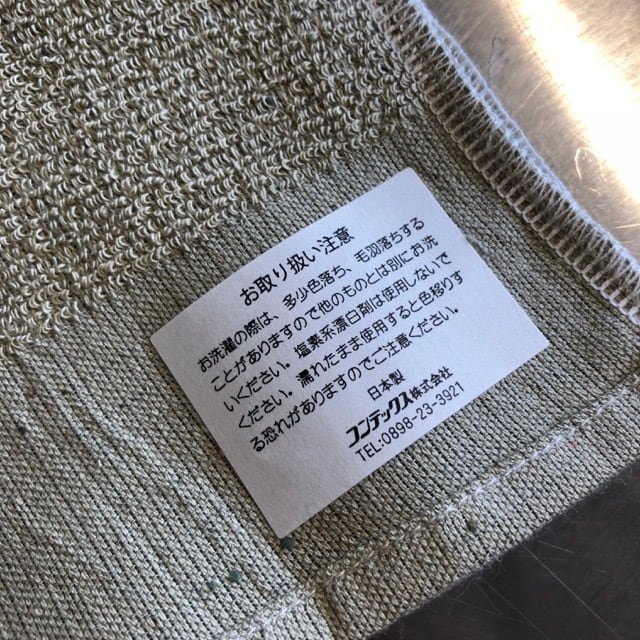 お取り扱い注意
お洗濯の際は、多少色落ち、毛羽落ちする
ことがありますので他のものとは別にお洗
いください。塩素系漂白剤は使用しないで
ください。濡れたまま使用すると色移りす
る恐れがありますのでご注意ください。
日本製
コンテックス株式会社
TEL:0898-23-3921